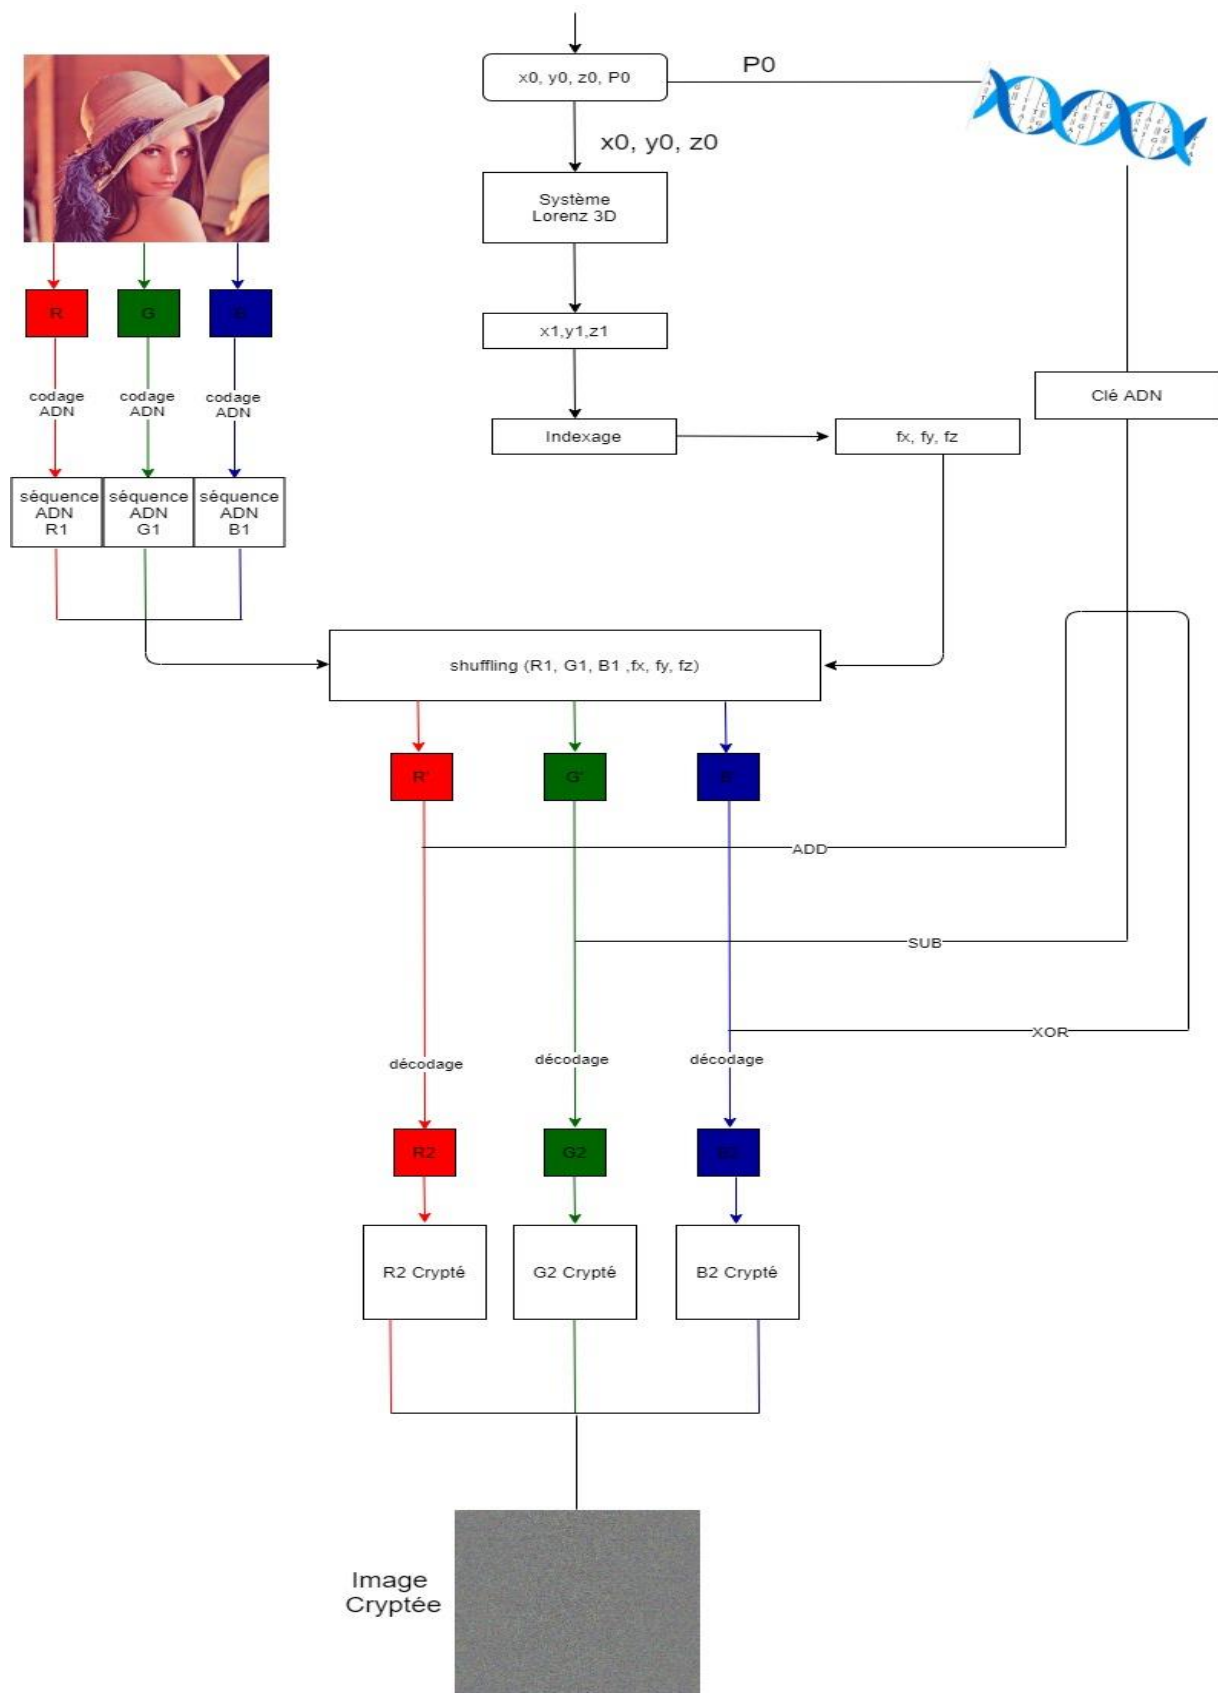 x0, y0, z0, P0
P0
x0, y0, z0
Système
Lorenz 3D
R
G
B
x1,y1,z1
codage
ADN
codage
ADN
codage
ADN
Clé ADN
Indexage
fx, fy, fz
séquence
ADN
R1
séquence
ADN
G1
séquence
ADN
B1
shuffling (R1, G1, B1 ,fx, fy, fz)
R'
G'
B'
ADD
SUB
XOR
décodage
décodage
décodage
R2
G2
B2
R2 Crypté
G2 Crypté
B2 Crypté
Image
Cryptée